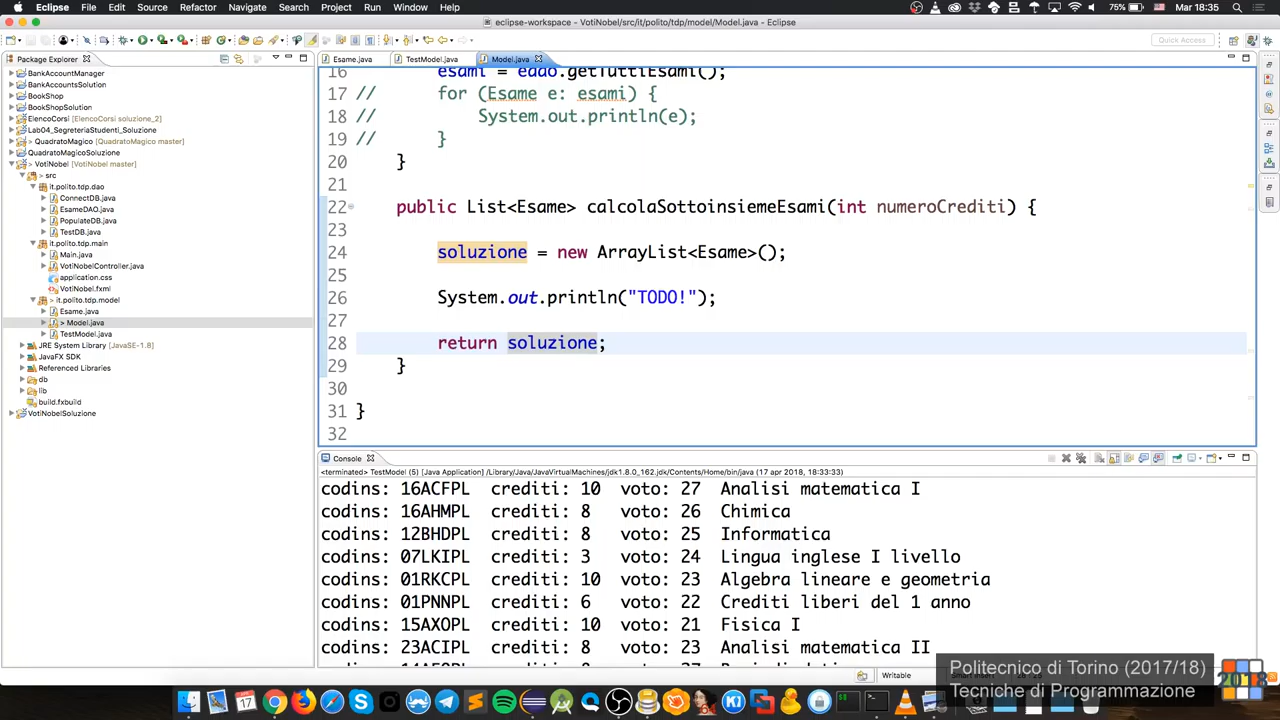 Eclipse File Edit Source Refactor Navigate Search Project Run Window Help 75% Mar 18:35
eclipse-workspace - VotiNobel/src/it/polito/tdp/model/Model.java - Eclipse
Quick Access
Package Explorer
Esame.java TestModel.java Model.java
BankAccountManager
BankAccountsSolution
BookShop
BookShopSolution
ElencoCorsi [ElencoCorsi soluzione_2]
Lab04_SegreteriaStudenti_Soluzione
> QuadratoMagico [QuadratoMagico master]
QuadratoMagicoSoluzione
> VotiNobel [VotiNobel master]
> src
it.polito.tdp.dao
ConnectDB.java
EsameDAO.java
PopulateDB.java
TestDB.java
it.polito.tdp.main
Main.java
VotiNobelController.java
application.css
VotiNobel.fxml
> it.polito.tdp.model
Esame.java
> Model.java
TestModel.java
JRE System Library [JavaSE-1.8]
JavaFX SDK
Referenced Libraries
db
lib
build.fxbuild
VotiNobelSoluzione
16 esami = edao.getTuttiEsami();
17 // for (Esame e: esami) {
18 // System.out.println(e);
19 // }
20 }
21
22 public List<Esame> calcolaSottoinsiemeEsami(int numeroCrediti) {
23
24 soluzione = new ArrayList<Esame>();
25
26 System.out.println("TODO!");
27
28 return soluzione;
29 }
30
31 }
32
Console
<terminated> TestModel (5) [Java Application] /Library/Java/JavaVirtualMachines/jdk1.8.0_162.jdk/Contents/Home/bin/java (17 apr 2018, 18:33:33)
codins: 16ACFPL crediti: 10 voto: 27 Analisi matematica I
codins: 16AHMPL crediti: 8 voto: 26 Chimica
codins: 12BHDPL crediti: 8 voto: 25 Informatica
codins: 07LKIPL crediti: 3 voto: 24 Lingua inglese I livello
codins: 01RKCPL crediti: 10 voto: 23 Algebra lineare e geometria
codins: 01PNNPL crediti: 6 voto: 22 Crediti liberi del 1 anno
codins: 15AXOPL crediti: 10 voto: 21 Fisica I
codins: 23ACIPL crediti: 8 voto: 23 Analisi matematica II
Writable
Politecnico di Torino (2017/18)
Tecniche di Programmazione
2018